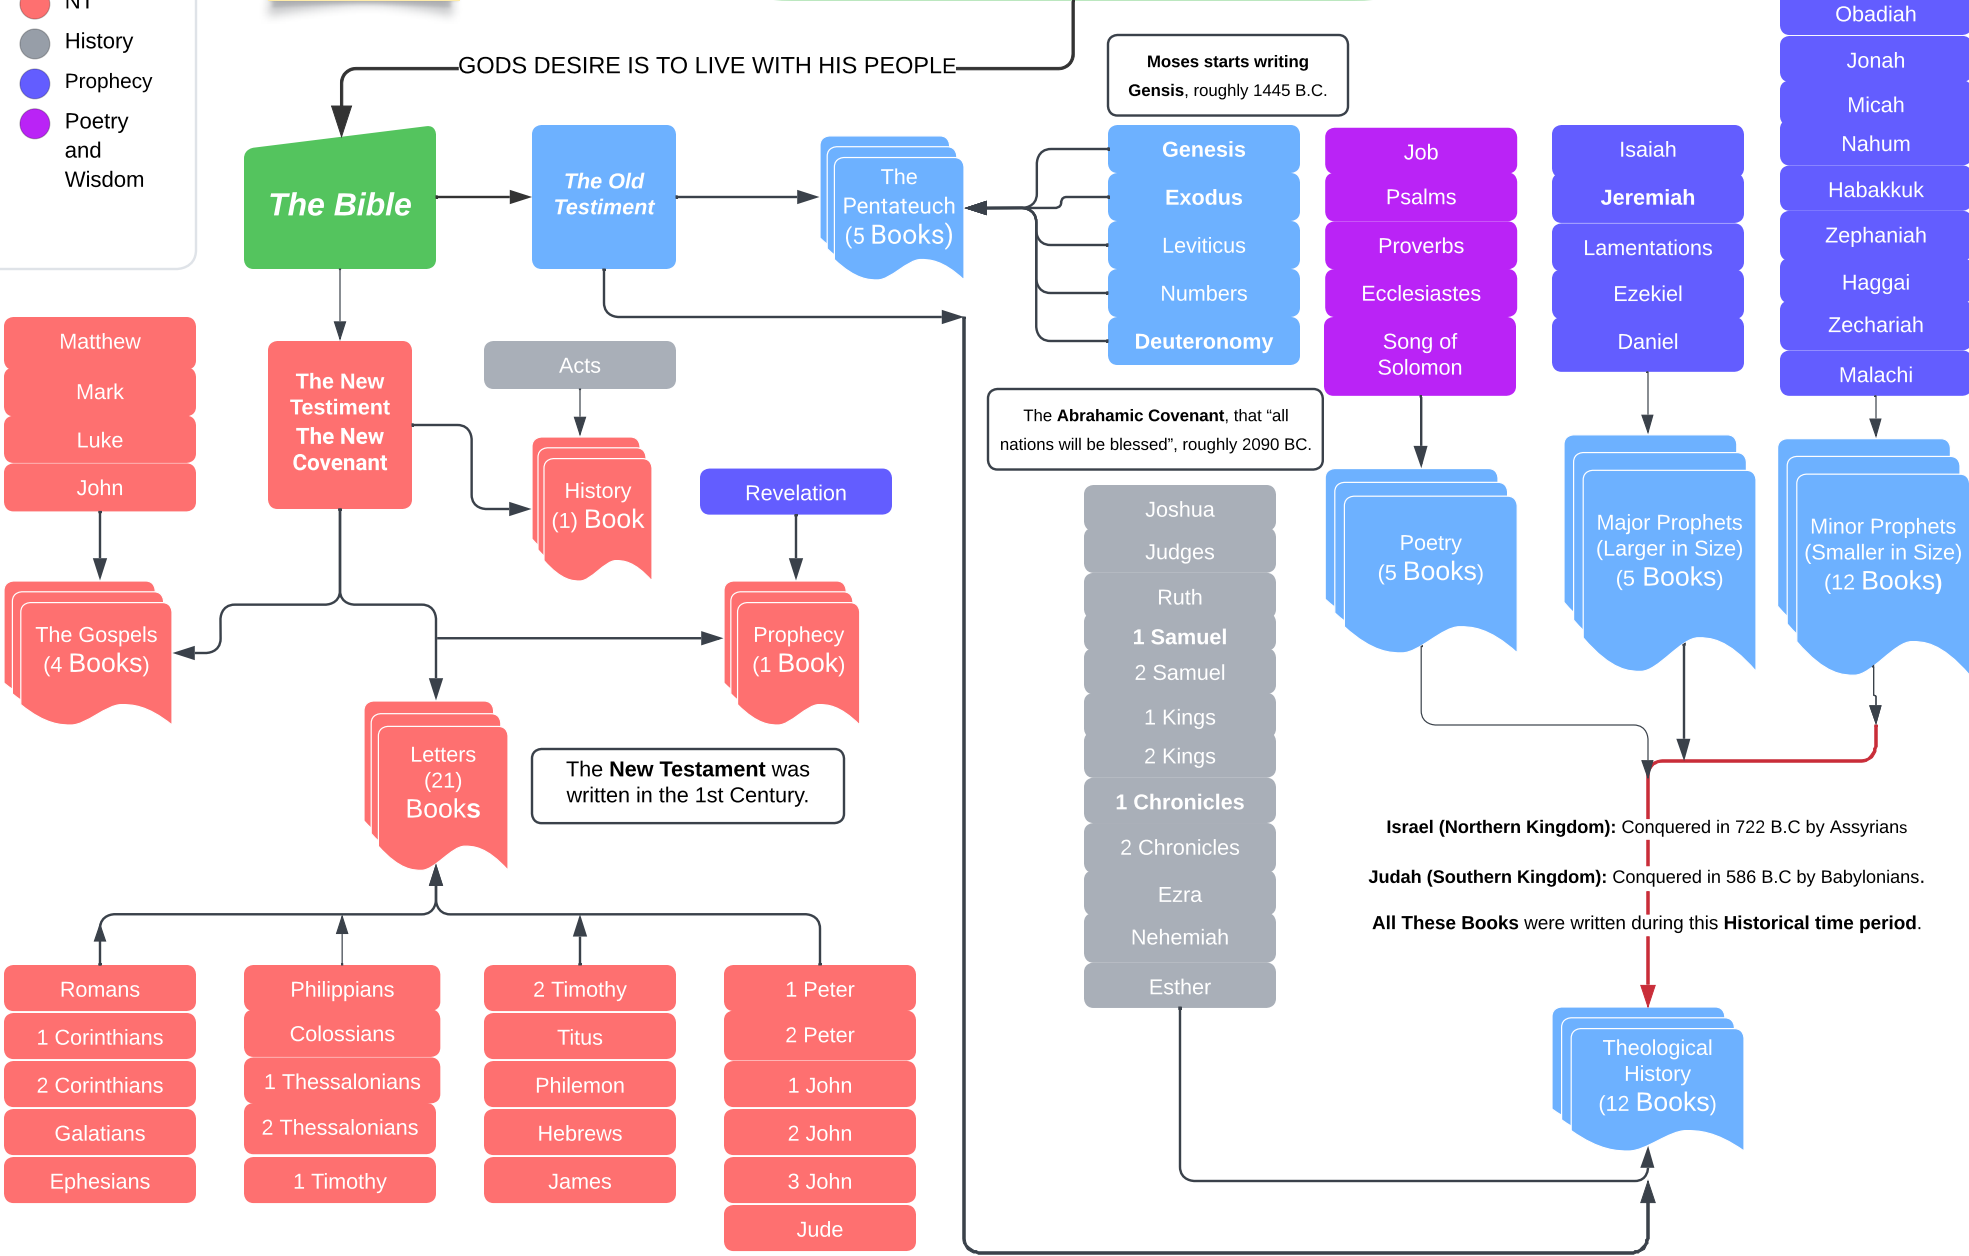 NT
History
Prophecy
Poetry
and
Wisdom
GODS DESIRE IS TO LIVE WITH HIS PEOPLE
Moses starts writing
Gensis, roughly 1445 B.C.
The Bible
The Old
Testiment
The
Pentateuch
(5 Books)
Genesis
Exodus
Leviticus
Numbers
Deuteronomy
Job
Psalms
Proverbs
Ecclesiastes
Song of
Solomon
Isaiah
Jeremiah
Lamentations
Ezekiel
Daniel
Obadiah
Jonah
Micah
Nahum
Habakkuk
Zephaniah
Haggai
Zechariah
Malachi
Matthew
Mark
Luke
John
The New
Testiment
The New
Covenant
Acts
History
(1) Book
Revelation
The Abrahamic Covenant, that “all
nations will be blessed”, roughly 2090 BC.
Poetry
(5 Books)
Major Prophets
(Larger in Size)
(5 Books)
Minor Prophets
(Smaller in Size)
(12 Books)
The Gospels
(4 Books)
Prophecy
(1 Book)
Letters
(21)
Books
The New Testament was
written in the 1st Century.
Joshua
Judges
Ruth
1 Samuel
2 Samuel
1 Kings
2 Kings
1 Chronicles
2 Chronicles
Ezra
Nehemiah
Esther
Israel (Northern Kingdom): Conquered in 722 B.C by Assyrians
Judah (Southern Kingdom): Conquered in 586 B.C by Babylonians.
All These Books were written during this Historical time period.
Theological
History
(12 Books)
Romans
1 Corinthians
2 Corinthians
Galatians
Ephesians
Philippians
Colossians
1 Thessalonians
2 Thessalonians
1 Timothy
2 Timothy
Titus
Philemon
Hebrews
James
1 Peter
2 Peter
1 John
2 John
3 John
Jude